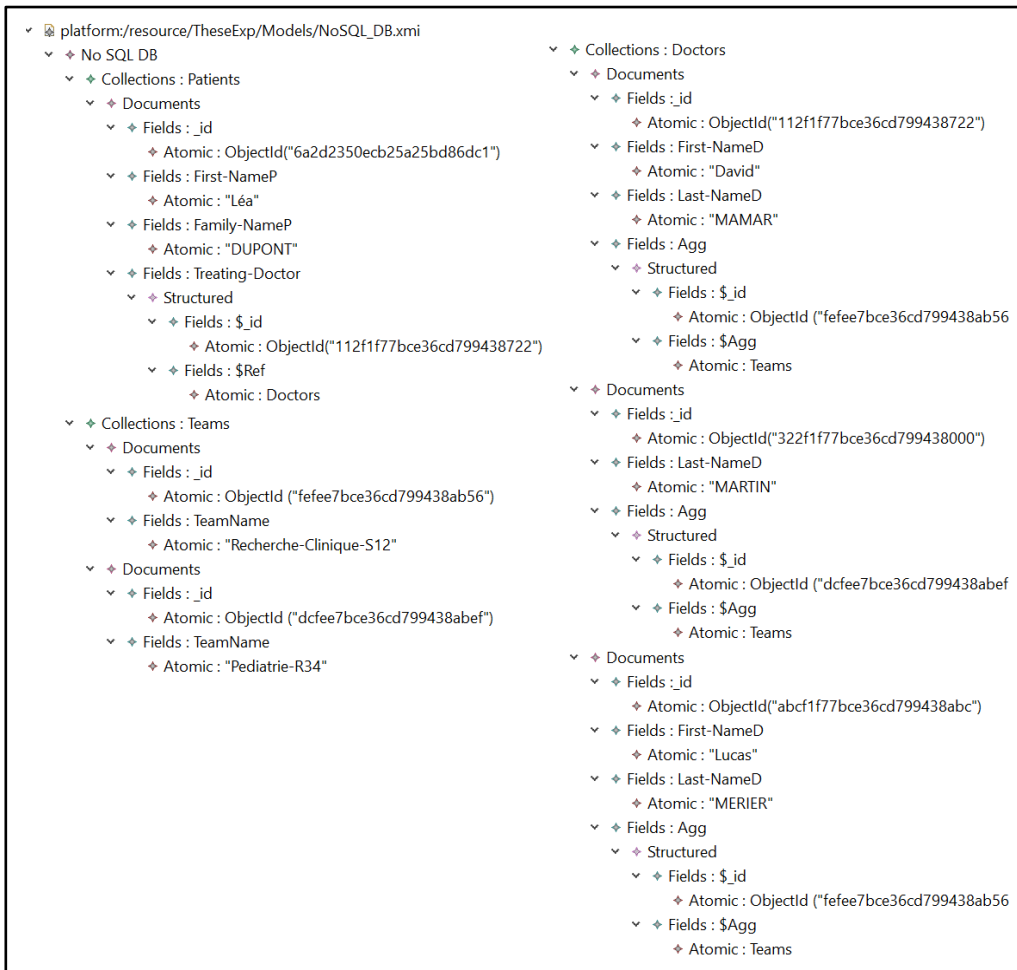 platform:/resource/TheseExp/Models/NoSQL_DB.xmi
No SQL DB
Collections : Patients
Documents
Fields : _id
Atomic : ObjectId("6a2d2350ecb25a25bd86dc1")
Fields : First-NameP
Atomic : "Léa"
Fields : Family-NameP
Atomic : "DUPONT"
Fields : Treating-Doctor
Structured
Fields : $_id
Atomic : ObjectId("112f1f77bce36cd799438722")
Fields : $Ref
Atomic : Doctors
Collections : Teams
Documents
Fields : _id
Atomic : ObjectId ("fefee7bce36cd799438ab56")
Fields : TeamName
Atomic : "Recherche-Clinique-S12"
Documents
Fields : _id
Atomic : ObjectId ("dcfee7bce36cd799438abef")
Fields : TeamName
Atomic : "Pediatrie-R34"
Collections : Doctors
Documents
Fields :_id
Atomic : ObjectId("112f1f77bce36cd799438722")
Fields : First-NameD
Atomic : "David"
Fields : Last-NameD
Atomic : "MAMAR"
Fields : Agg
Structured
Fields : $_id
Atomic : ObjectId ("fefee7bce36cd799438ab56
Fields : $Agg
Atomic : Teams
Documents
Fields :_id
Atomic : ObjectId("322f1f77bce36cd799438000")
Fields : Last-NameD
Atomic : "MARTIN"
Fields : Agg
Structured
Fields : $_id
Atomic : ObjectId ("dcfee7bce36cd799438abef
Fields : $Agg
Atomic : Teams
Documents
Fields :_id
Atomic : ObjectId("abcf1f77bce36cd799438abc")
Fields : First-NameD
Atomic : "Lucas"
Fields : Last-NameD
Atomic : "MERIER"
Fields : Agg
Structured
Fields : $_id
Atomic : ObjectId ("fefee7bce36cd799438ab56
Fields : $Agg
Atomic : Teams